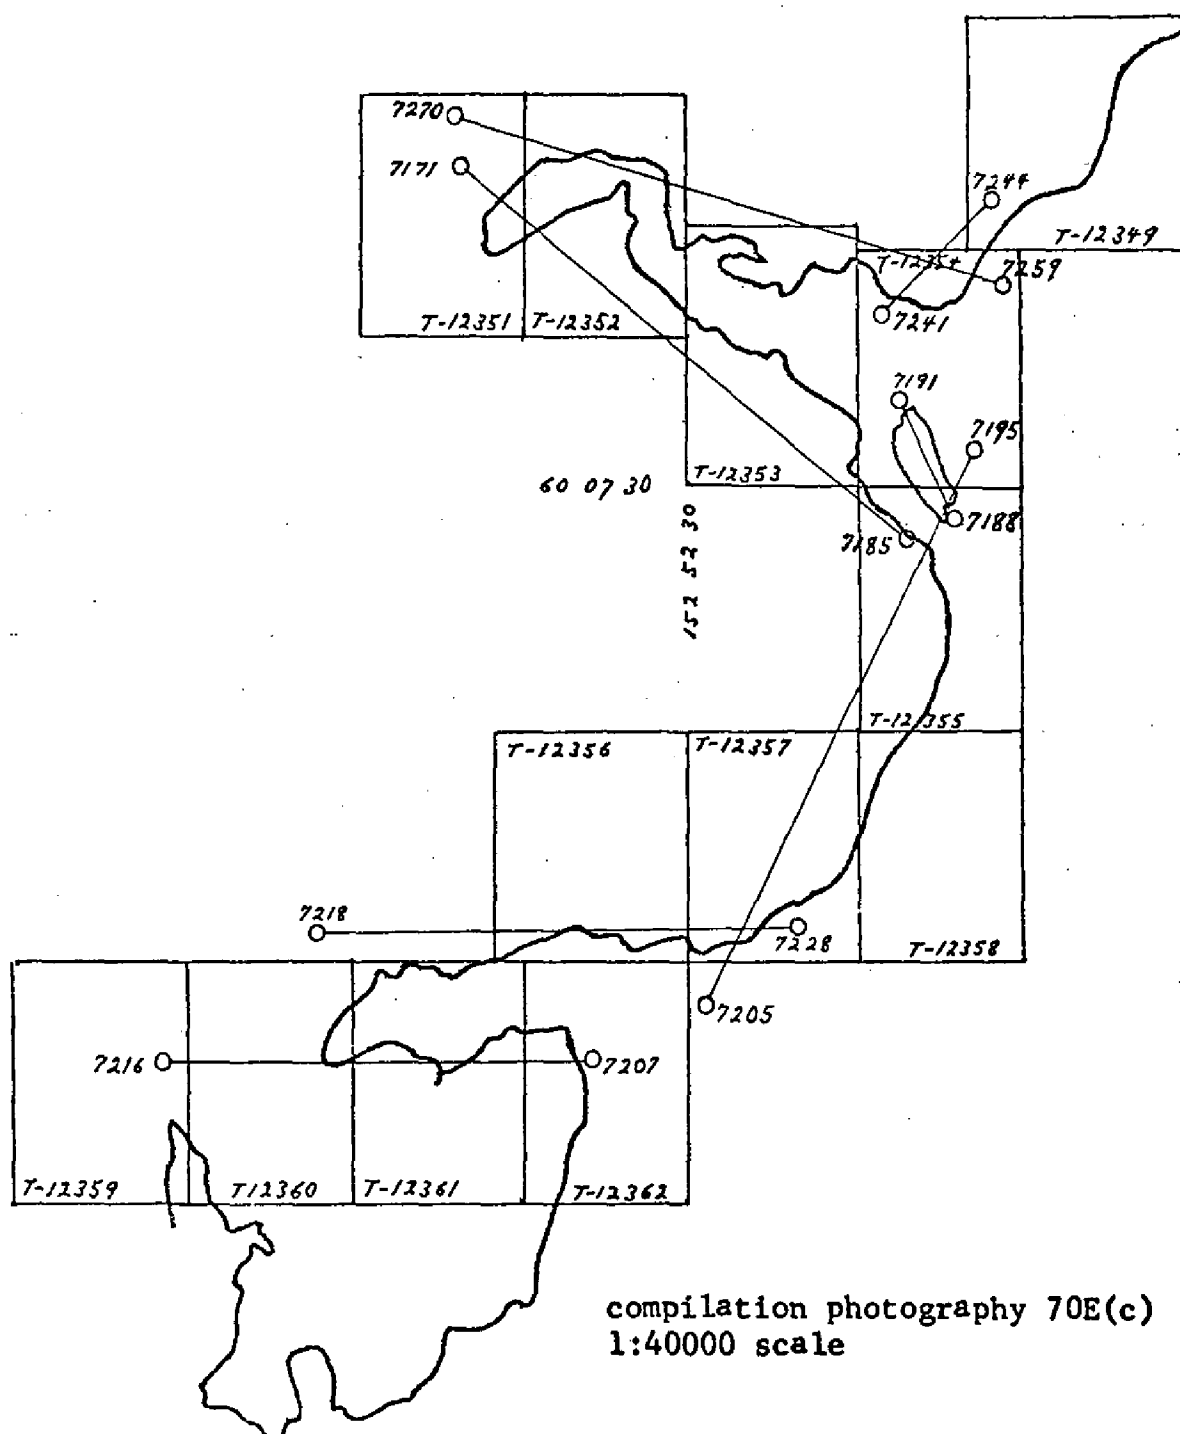 7270
7171
7244
T-12349
T-12354
7259
7241
T-12351
T-12352
7191
7195
T-12353
60 07 30
152 52 30
7188
7185
T-12355
T-12356
T-12357
7218
7228
T-12358
7205
7216
7207
T-12359
T12360
T-12361
T-12362
compilation photography 70E(c)
1:40000 scale